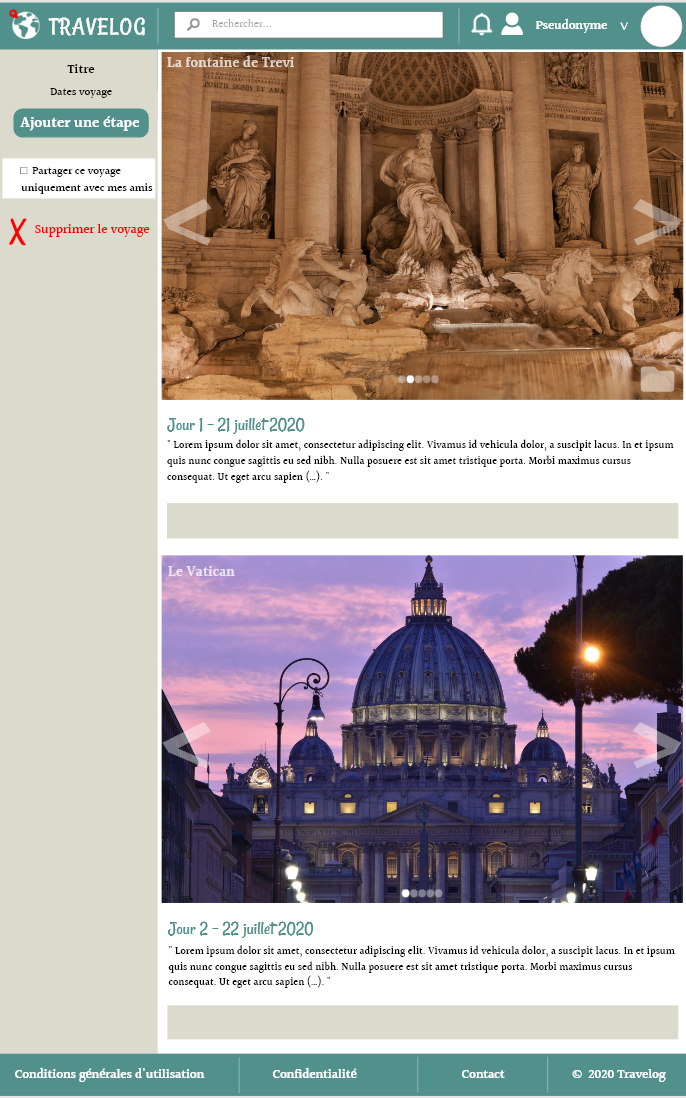 TRAVELOG
Rechercher...
Pseudonyme
v
Titre
Dates voyage
Ajouter une étape
Partager ce voyage
uniquement avec mes amis
X Supprimer le voyage
La fontaine de Trevi
< >
Jour 1 - 21 juillet 2020
" Lorem ipsum dolor sit amet, consectetur adipiscing elit. Vivamus id vehicula dolor, a suscipit lacus. In et ipsum
quis nunc congue sagittis eu sed nibh. Nulla posuere est sit amet tristique porta. Morbi maximus cursus
consequat. Ut eget arcu sapien (...). "
Le Vatican
< >
Jour 2 - 22 juillet 2020
" Lorem ipsum dolor sit amet, consectetur adipiscing elit. Vivamus id vehicula dolor, a suscipit lacus. In et ipsum
quis nunc congue sagittis eu sed nibh. Nulla posuere est sit amet tristique porta. Morbi maximus cursus
consequat. Ut eget arcu sapien (...). "
Conditions générales d'utilisation
Confidentialité
Contact
© 2020 Travelog